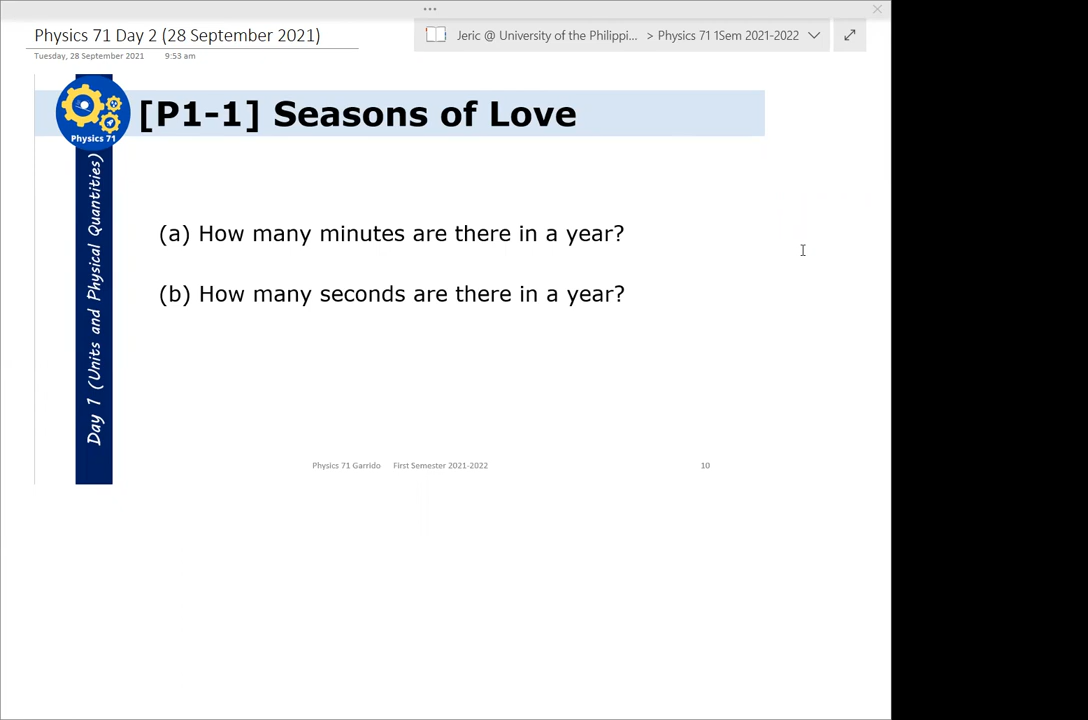 Physics 71 Day 2 (28 September 2021)
Tuesday, 28 September 2021 9:53 am
Jeric @ University of the Philippi... > Physics 71 1Sem 2021-2022
Physics 71
[P1-1] Seasons of Love
Day 1 (Units and Physical Quantities)
(a) How many minutes are there in a year?
(b) How many seconds are there in a year?
Physics 71 Garrido First Semester 2021-2022 10